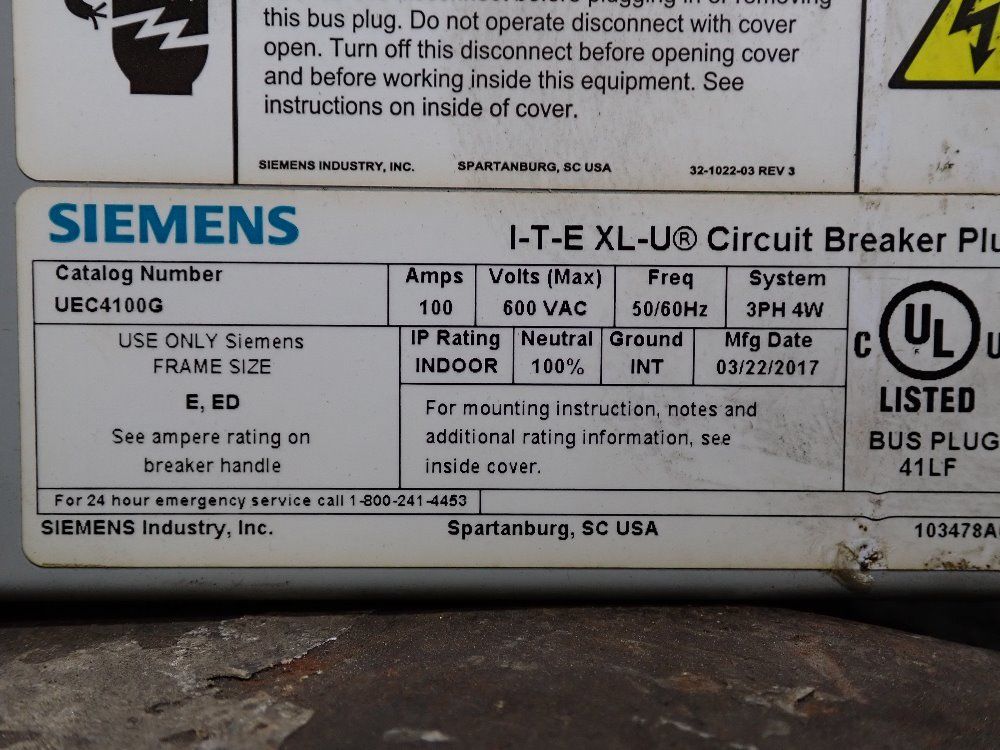 this bus plug. Do not operate disconnect with cover
open. Turn off this disconnect before opening cover
and before working inside this equipment. See
instructions on inside of cover.
SIEMENS INDUSTRY, INC. SPARTANBURG, SC USA 32-1022-03 REV 3
SIEMENS
I-T-E XL-U® Circuit Breaker
Catalog Number
UEC4100G
Amps
100
Volts (Max)
600 VAC
Freq
50/60Hz
System
3PH 4W
USE ONLY Siemens
FRAME SIZE
E, ED
See ampere rating on
breaker handle
IP Rating
INDOOR
Neutral
100%
Ground
INT
Mfg Date
03/22/2017
For mounting instruction, notes and
additional rating information, see
inside cover.
C UL
LISTED
BUS PLUG
41LF
For 24 hour emergency service call 1-800-241-4453
SIEMENS Industry, Inc. Spartanburg, SC USA 103478A